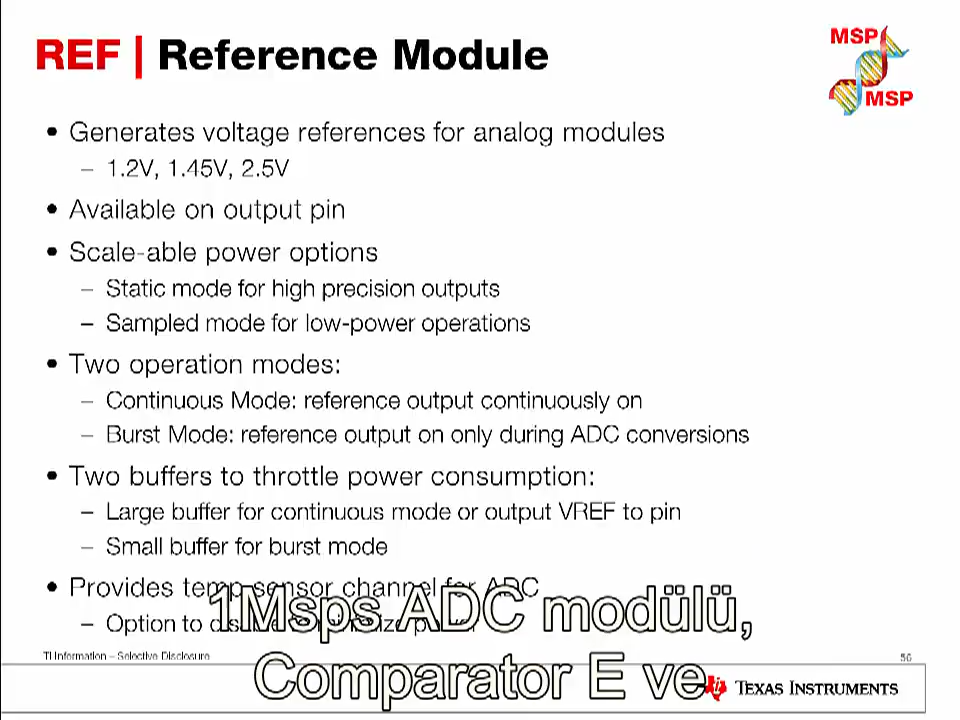 REF | Reference Module
MSP
MSP
• Generates voltage references for analog modules
– 1.2V, 1.45V, 2.5V
• Available on output pin
• Scale-able power options
– Static mode for high precision outputs
– Sampled mode for low-power operations
• Two operation modes:
– Continuous Mode: reference output continuously on
– Burst Mode: reference output on only during ADC conversions
• Two buffers to throttle power consumption:
– Large buffer for continuous mode or output VREF to pin
– Small buffer for burst mode
• Provides temp sensor channel for ADC
– Option to
1Msps ADC modülü,
Comparator E ve
TI Information – Selective Disclosure
56
TEXAS INSTRUMENTS